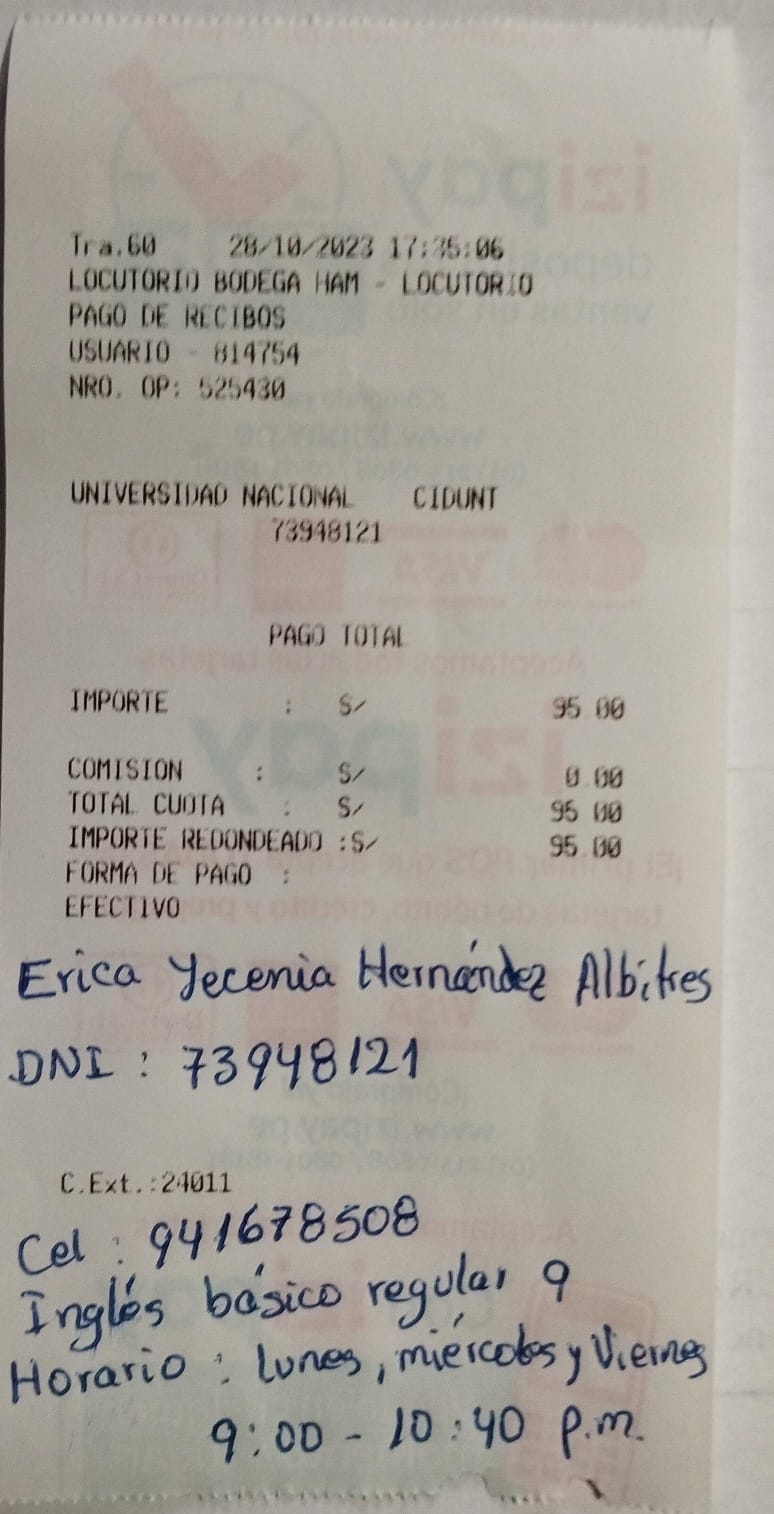 Tra.60 28/10/2023 17:35:06
LOCUTORIO BODEGA HAM - LOCUTORIO
PAGO DE RECIBOS
USUARIO - 814754
NRO. OP: 525430
UNIVERSIDAD NACIONAL CIDUNT
73948121
PAGO TOTAL
IMPORTE : S/ 95.00
COMISION : S/ 0.00
TOTAL CUOTA : S/ 95.00
IMPORTE REDONDEADO :S/ 95.00
FORMA DE PAGO :
EFECTIVO
Erica Yecenia Hernández Albitres
DNI : 73948121
C.Ext.:24011
Cel : 941678508
Inglés básico regular 9
Horario : lunes, miércoles y Viernes
9:00 - 10:40 p.m.